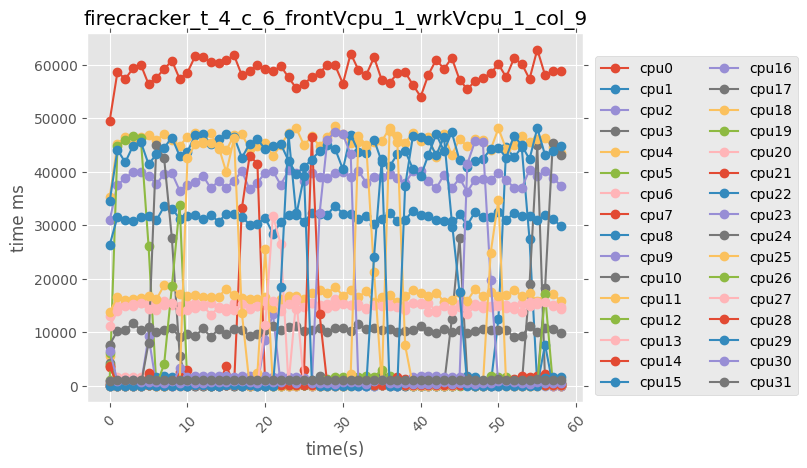 firecracker_t_4_c_6_frontVcpu_1_wrkVcpu_1_col_9
time ms
60000
50000
40000
30000
20000
10000
0
0
10
20
30
40
50
60
time(s)
cpu0
cpu1
cpu2
cpu3
cpu4
cpu5
cpu6
cpu7
cpu8
cpu9
cpu10
cpu11
cpu12
cpu13
cpu14
cpu15
cpu16
cpu17
cpu18
cpu19
cpu20
cpu21
cpu22
cpu23
cpu24
cpu25
cpu26
cpu27
cpu28
cpu29
cpu30
cpu31